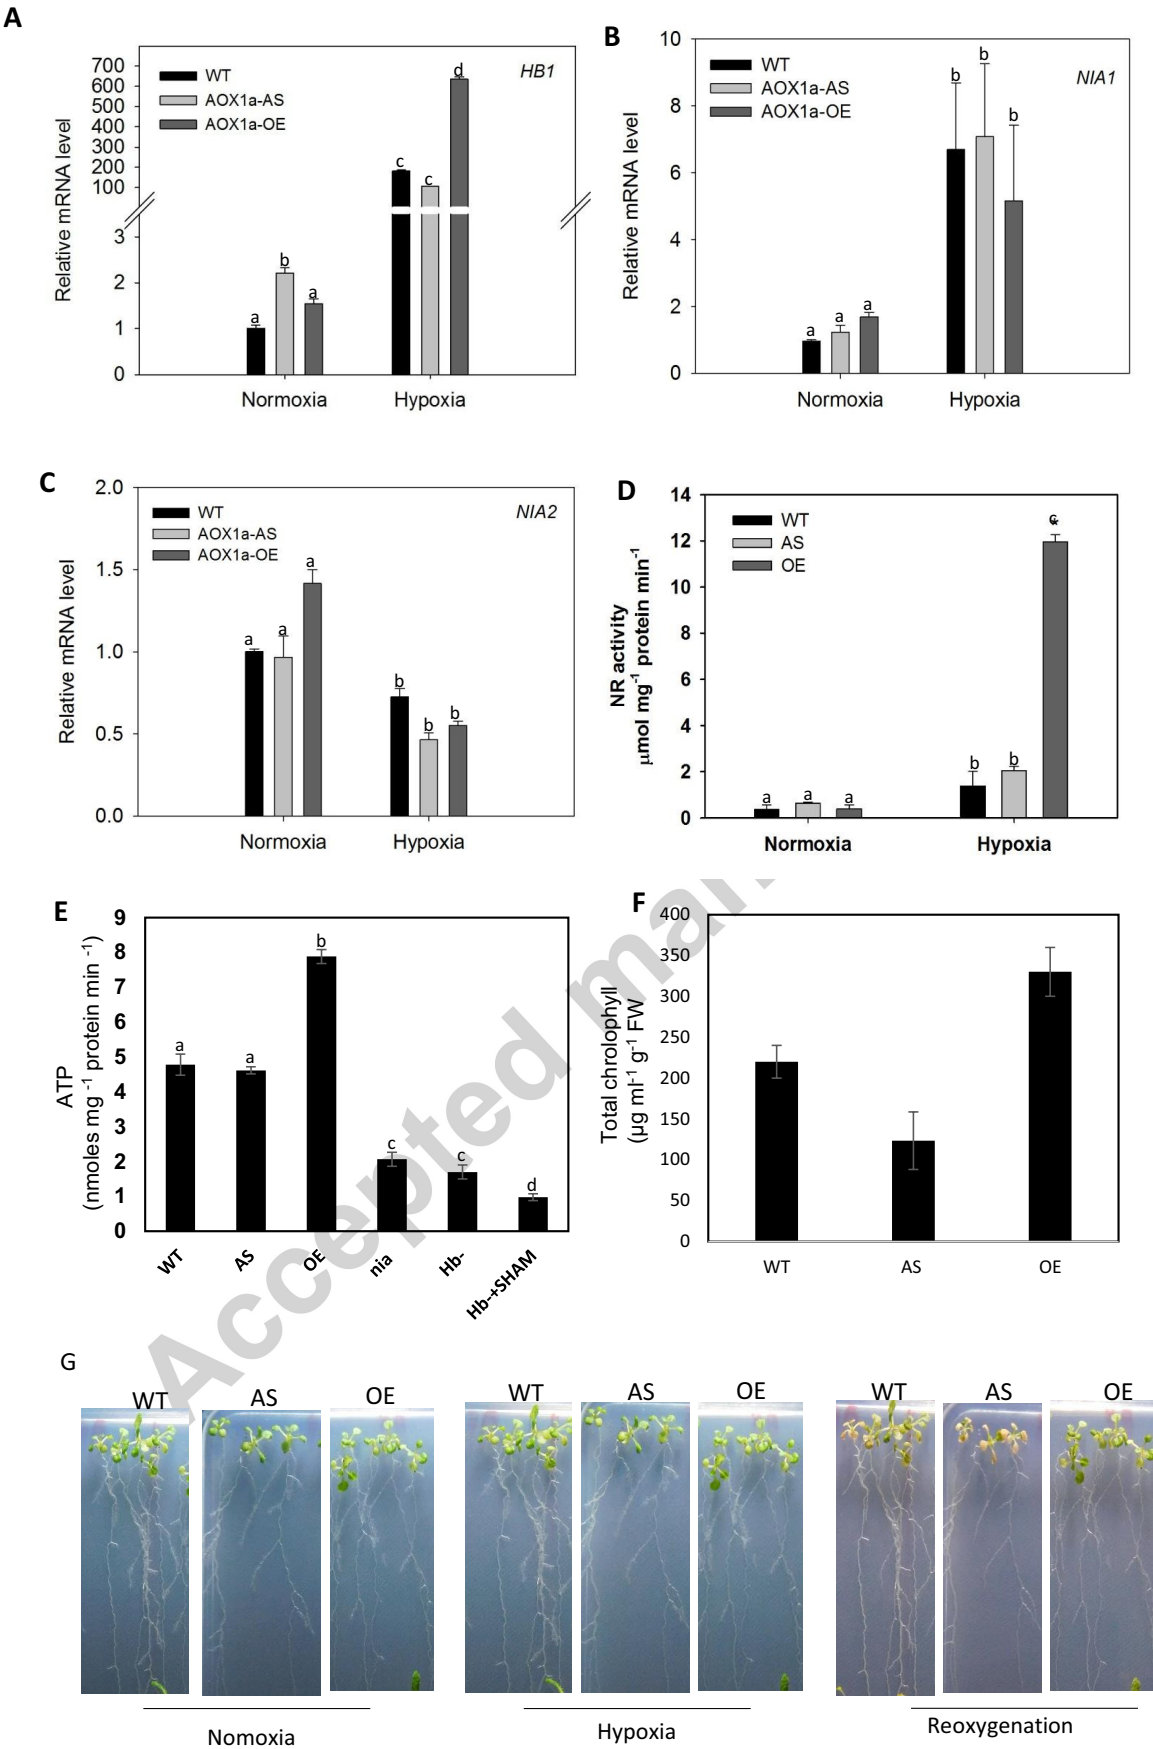 A
Relative mRNA level
700
600
500
400
300
200
100
3
2
1
0
WT
AOX1a-AS
AOX1a-OE
HB1
a
b
a
c
c
d
Normoxia
Hypoxia
B
Relative mRNA level
10
8
6
4
2
0
WT
AOX1a-AS
AOX1a-OE
NIA1
a
a
a
b
b
b
Normoxia
Hypoxia
C
Relative mRNA level
2.0
1.5
1.0
0.5
0.0
WT
AOX1a-AS
AOX1a-OE
NIA2
a
a
a
b
b
b
Normoxia
Hypoxia
D
NR activity
µmol mg-1 protein min-1
14
12
10
8
6
4
2
0
WT
AS
OE
a
a
a
b
b
c
*
Normoxia
Hypoxia
E
ATP
(nmoles mg -1 protein min -1)
9
8
7
6
5
4
3
2
1
0
a
a
b
c
c
d
WT
AS
OE
nia
Hb-
Hb-+SHAM
F
Total chrolophyll
(µg ml-1 g-1 FW
400
350
300
250
200
150
100
50
0
WT
AS
OE
Accepted
G
WT
AS
OE
WT
AS
OE
WT
AS
OE
Nomoxia
Hypoxia
Reoxygenation